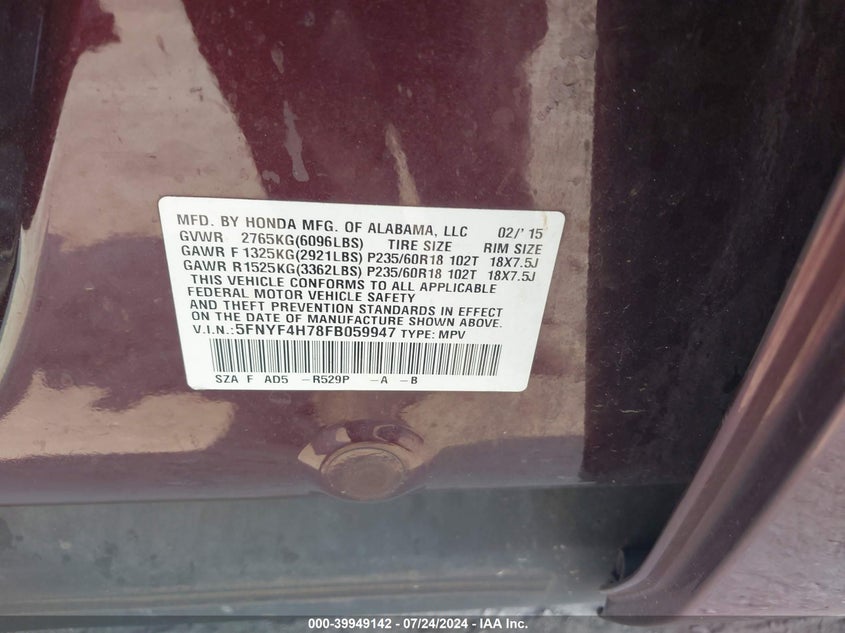 MFD. BY HONDA MFG. OF ALABAMA, LLC 02/' 15
GVWR 2765KG(6096LBS) TIRE SIZE RIM SIZE
GAWR F 1325KG(2921LBS) P235/60R18 102T 18X7.5J
GAWR R1525KG(3362LBS) P235/60R18 102T 18X7.5J
THIS VEHICLE CONFORMS TO ALL APPLICABLE
FEDERAL MOTOR VEHICLE SAFETY
AND THEFT PREVENTION STANDARDS IN EFFECT
ON THE DATE OF MANUFACTURE SHOWN ABOVE.
V.I.N.:5FNYF4H78FB059947 TYPE: MPV
SZA F AD5 -R529P -A -B
000-39949142 - 07/24/2024 - IAA Inc.